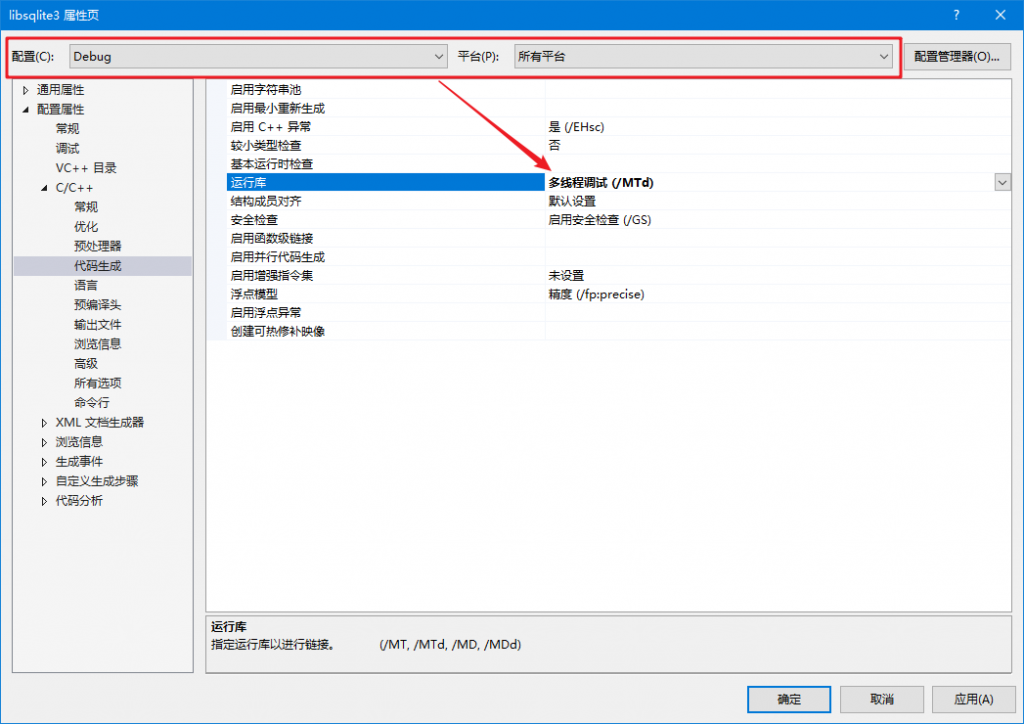 libsqlite3 属性页
配置(C): Debug 平台(P): 所有平台 配置管理器(O)...
通用属性
配置属性
常规
调试
VC++ 目录
C/C++
常规
优化
预处理器
代码生成
语言
预编译头
输出文件
浏览信息
高级
所有选项
命令行
XML 文档生成器
浏览信息
生成事件
自定义生成步骤
代码分析
启用字符串池
启用最小重新生成
启用 C++ 异常 是 (/EHsc)
较小类型检查 否
基本运行时检查
运行库 多线程调试 (/MTd)
结构成员对齐 默认设置
安全检查 启用安全检查 (/GS)
启用函数级链接
启用并行代码生成
启用增强指令集 未设置
浮点模型 精度 (/fp:precise)
启用浮点异常
创建可热修补映像
运行库
指定运行库以进行链接。 (/MT, /MTd, /MD, /MDd)
确定 取消 应用(A)